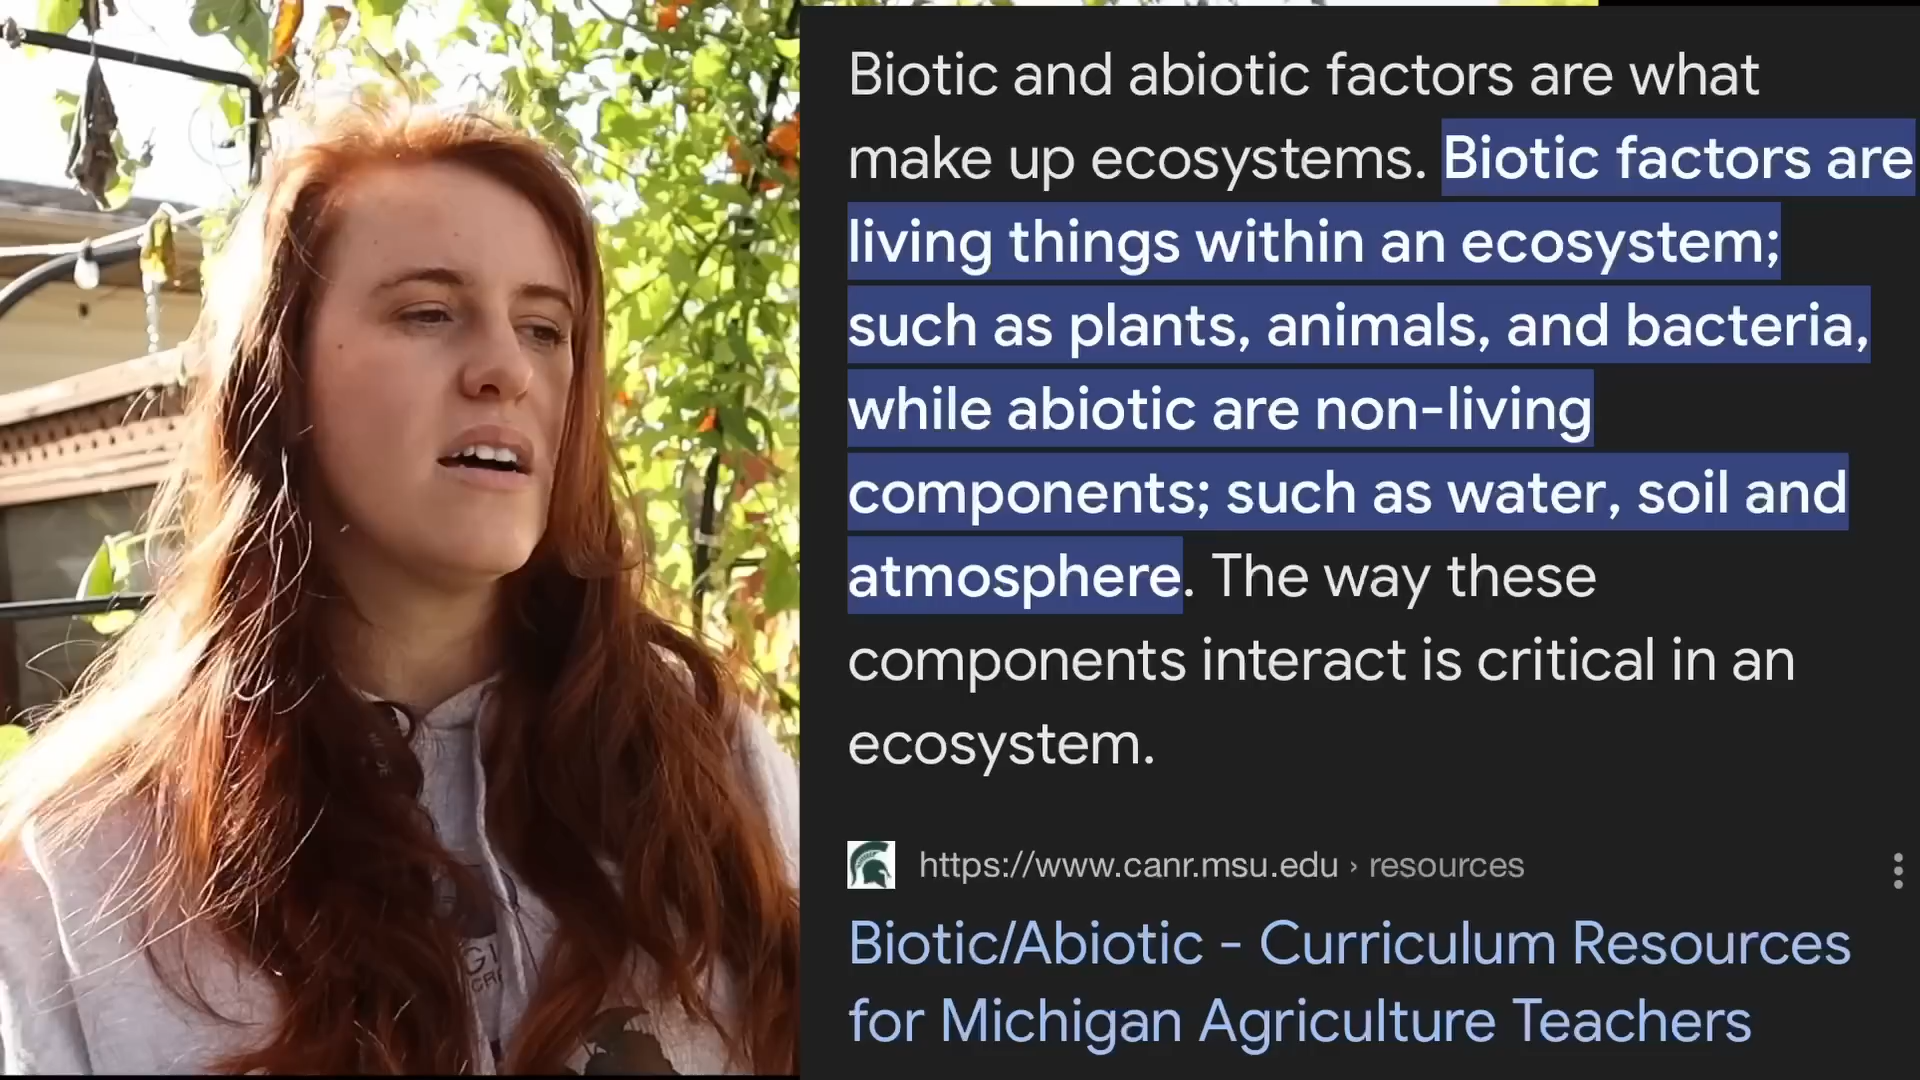 Biotic and abiotic factors are what
make up ecosystems. Biotic factors are
living things within an ecosystem;
such as plants, animals, and bacteria,
while abiotic are non-living
components; such as water, soil and
atmosphere. The way these
components interact is critical in an
ecosystem.
https://www.canr.msu.edu › resources
Biotic/Abiotic - Curriculum Resources
for Michigan Agriculture Teachers